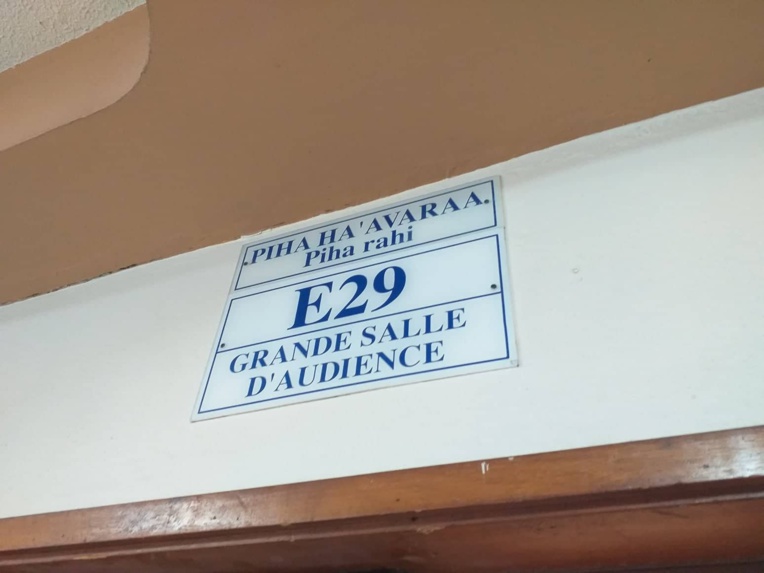 PIHA HA'AVARAA
Piha rahi
E29
GRANDE SALLE
D'AUDIENCE